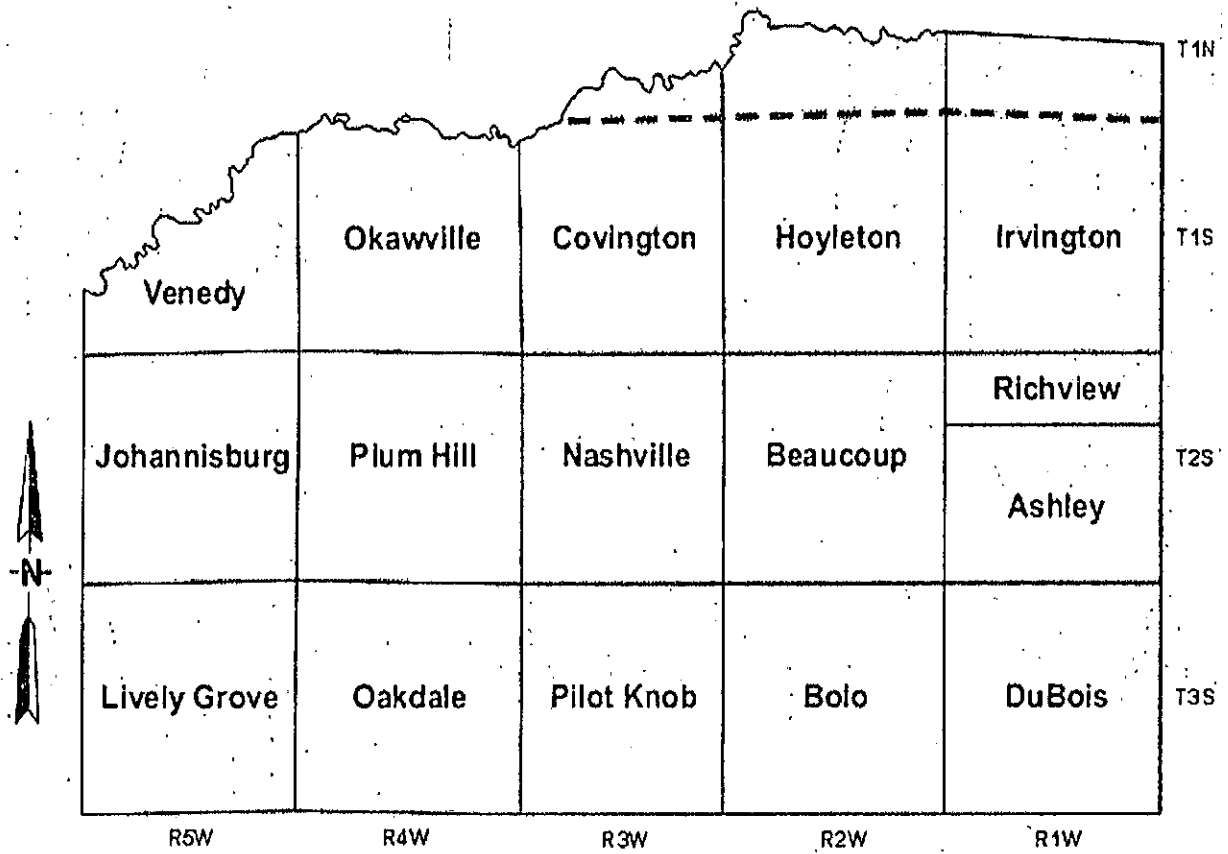 T1N
Okawville Covington Hoyleton Irvington T1S
Venedy
Richview
Johannisburg Plum Hill Nashville Beaucoup T2S
Ashley
N
Lively Grove Oakdale Pilot Knob Bolo DuBois T3S
R5W R4W R3W R2W R1W